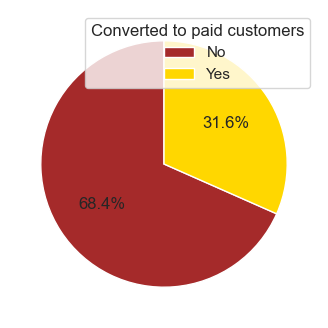 Converted to paid customers
No
Yes
31.6%
68.4%